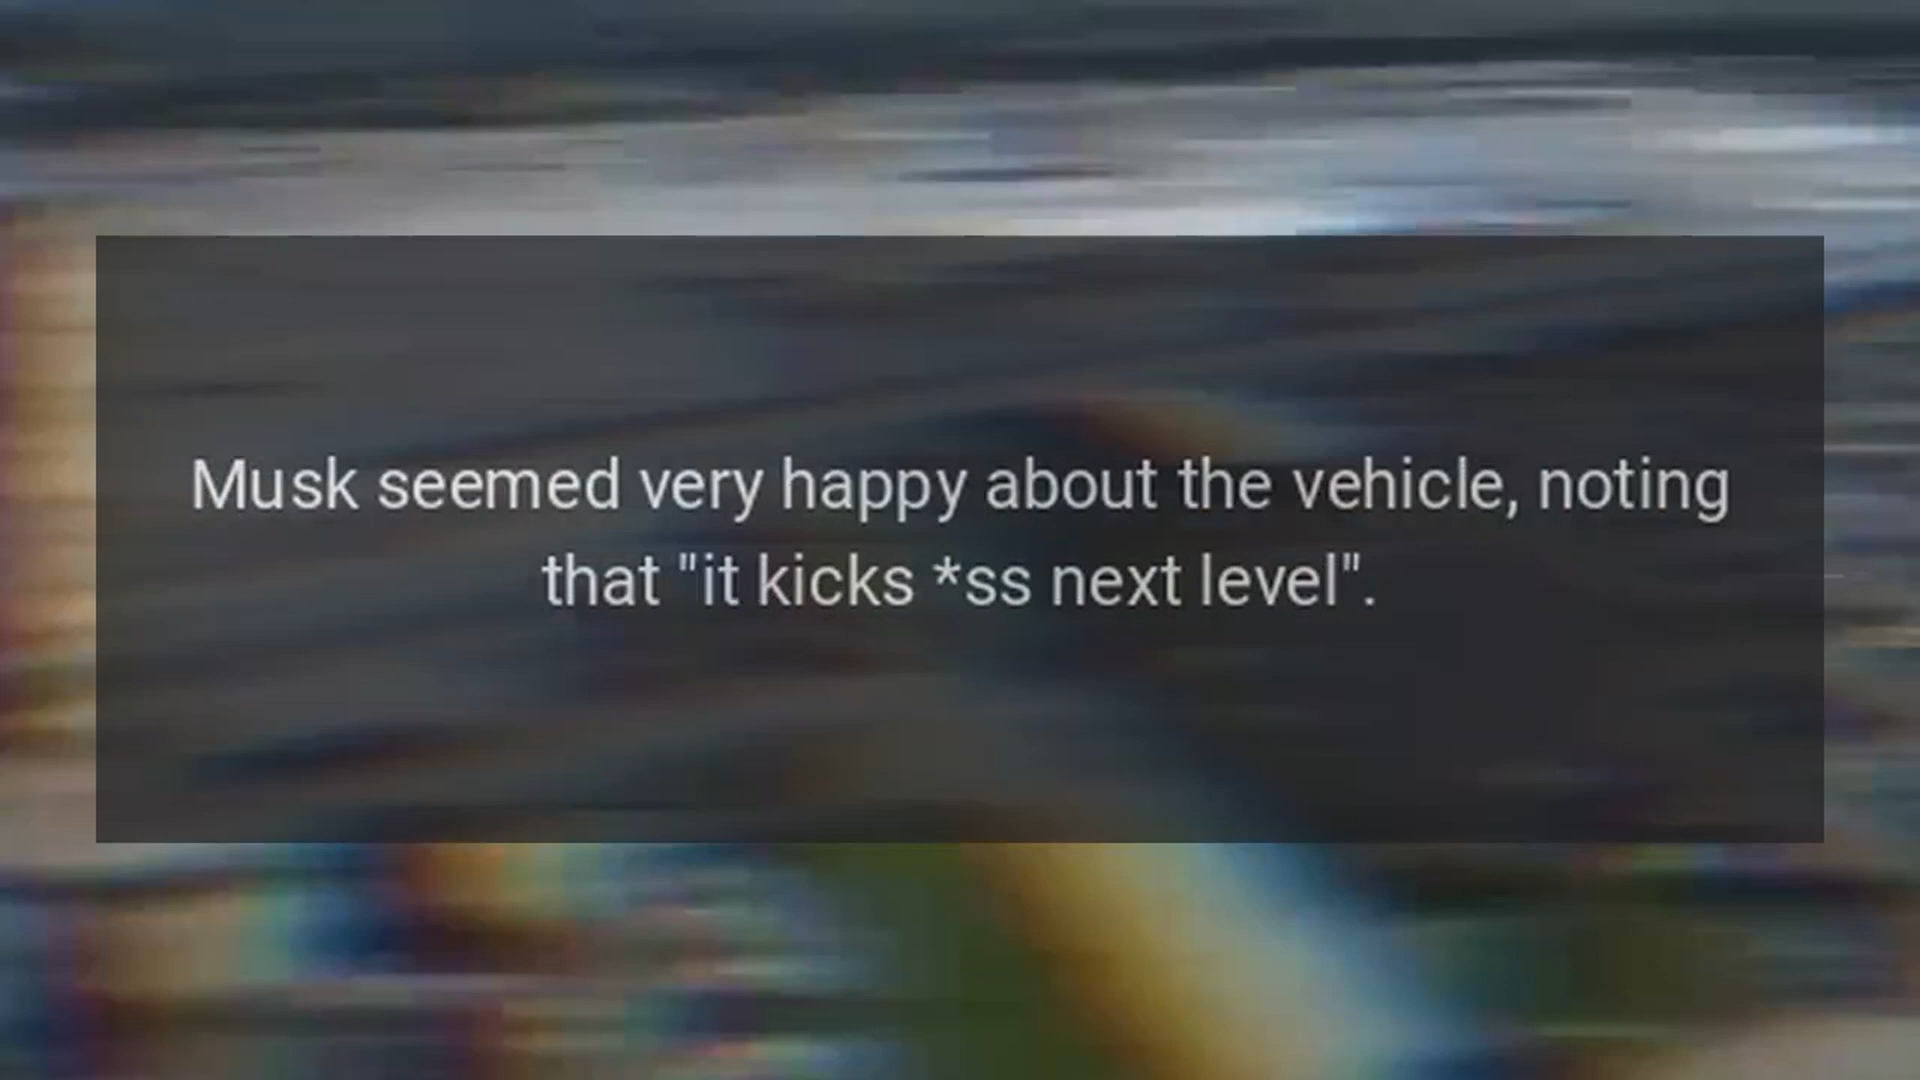 Musk seemed very happy about the vehicle, noting
that "it kicks *ss next level".